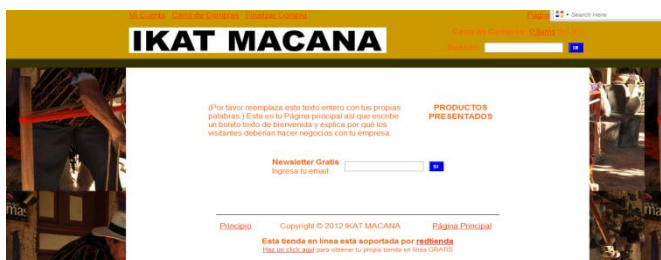 Mi Cuenta Carro de Compras Finalizar Compra
Search Here
IKAT MACANA
Carro de Compras: 0 items
Buscar:
(Por favor reemplaza este texto entero con tus propias
palabras.) Esta es tu Página principal así que escribe
un bonito texto de bienvenida y explica por qué los
visitantes deberían hacer negocios con tu empresa.
PRODUCTOS
PRESENTADOS
Newsletter Gratis
Ingresa tu email:
Principio Copyright © 2012 IKAT MACANA Página Principal
Esta tienda en línea está soportada por redtienda
Haz un click aquí para obtener tu propia tienda en línea GRATIS